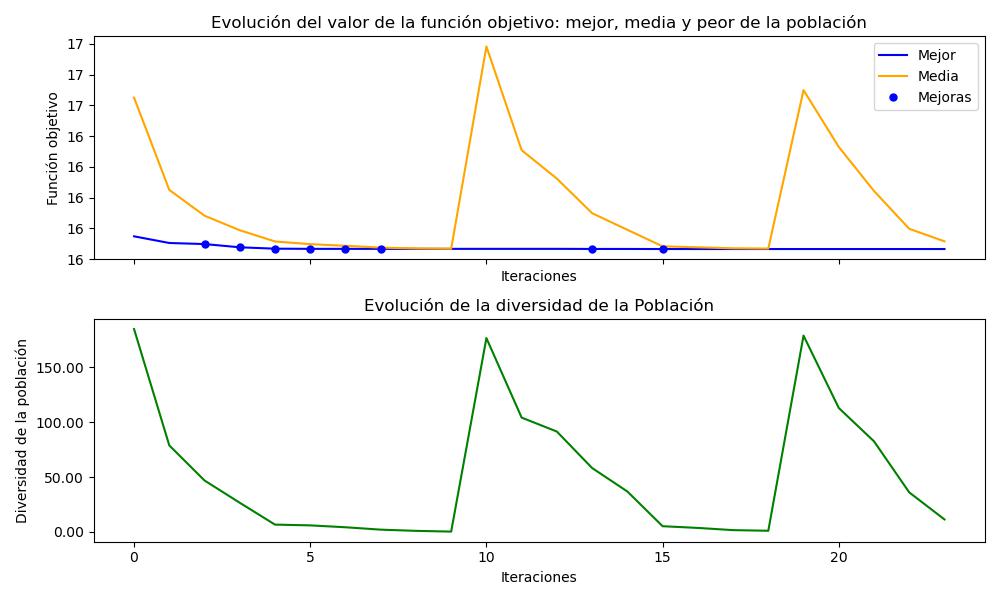 Evolución del valor de la función objetivo: mejor, media y peor de la población
17
17
17
16
16
16
16
16
Función objetivo
Mejor
Media
Mejoras
Iteraciones
Evolución de la diversidad de la Población
150.00
100.00
50.00
0.00
Diversidad de la población
0 5 10 15 20
Iteraciones